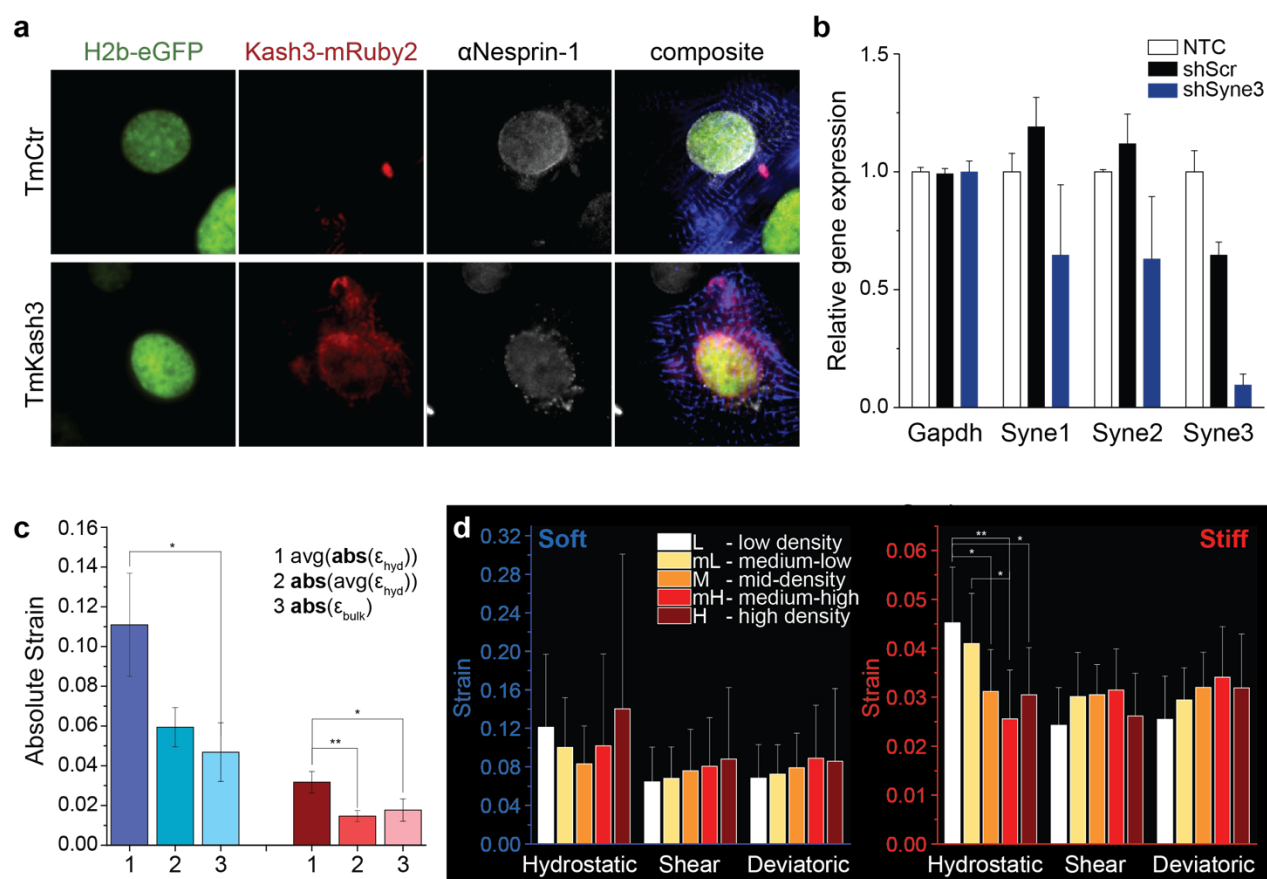 a
H2b-eGFP Kash3-mRuby2 αNesprin-1 composite
TmCtr
TmKash3
b
NTC
shScr
shSyne3
Relative gene expression
1.5
1.0
0.5
0.0
Gapdh Syne1 Syne2 Syne3
c
Absolute Strain
0.16
0.14
0.12
0.10
0.08
0.06
0.04
0.02
0.00
*
*
**
1 avg(abs(εhyd))
2 abs(avg(εhyd))
3 abs(εbulk)
1 2 3 1 2 3
d
Soft
Strain
0.32
0.28
0.24
0.20
0.16
0.12
0.08
0.04
0.00
L - low density
mL - medium-low
M - mid-density
mH - medium-high
H - high density
Hydrostatic Shear Deviatoric
Stiff
Strain
0.06
0.05
0.04
0.03
0.02
0.01
0.00
**
* *
*
Hydrostatic Shear Deviatoric